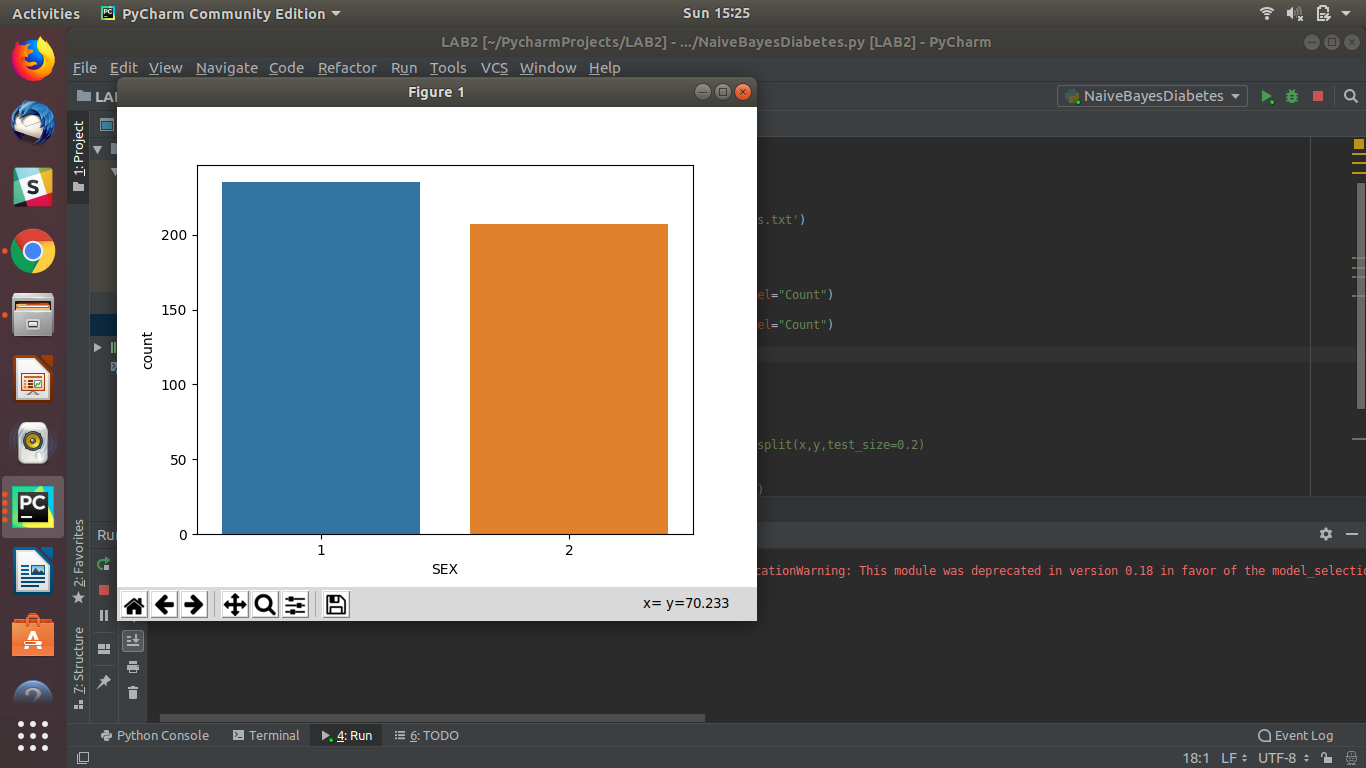 Activities PyCharm Community Edition Sun 15:25
LAB2 [~/PycharmProjects/LAB2] - .../NaiveBayesDiabetes.py [LAB2] - PyCharm
File Edit View Navigate Code Refactor Run Tools VCS Window Help
Figure 1
NaiveBayesDiabetes
1: Project
s.txt')
200
el="Count")
150
el="Count")
count
100
split(x,y,test_size=0.2)
50
)
0
1 2
SEX
2: Favorites
cationWarning: This module was deprecated in version 0.18 in favor of the model_selectio
x= y=70.233
7: Structure
Python Console Terminal 4: Run 6: TODO Event Log
18:1 LF UTF-8